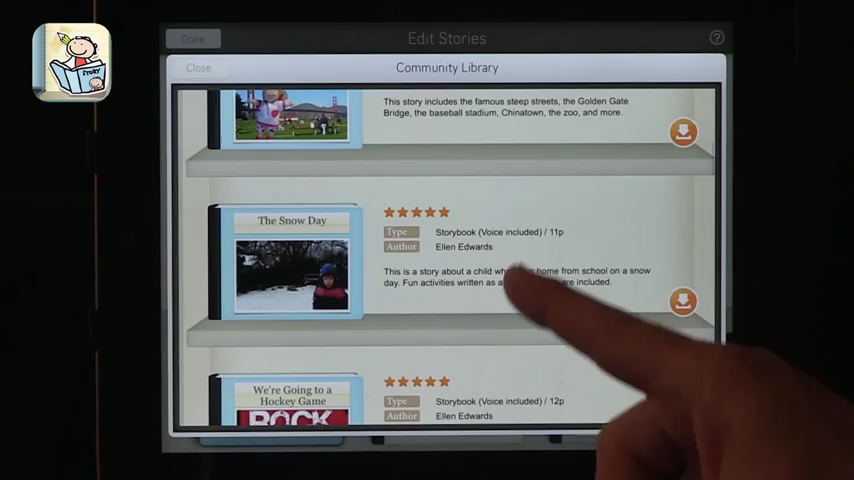 STORY
Done
Edit Stories
?
Close
Community Library
This story includes the famous steep streets, the Golden Gate
Bridge, the baseball stadium, Chinatown, the zoo, and more.
The Snow Day
Type Storybook (Voice included) / 11p
Author Ellen Edwards
This is a story about a child home from school on a snow
day. Fun activities written as are included.
We're Going to a
Hockey Game
ROCK
Type Storybook (Voice included) / 12p
Author Ellen Edwards